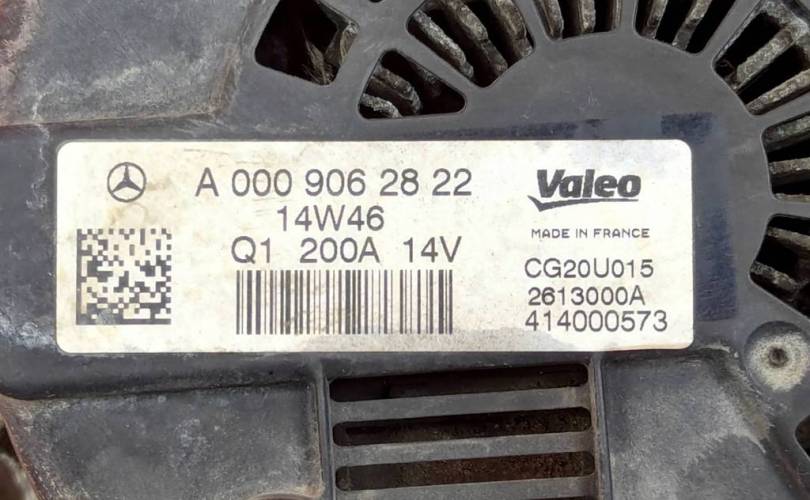 A 000 906 28 22
14W46
Q1 200A 14V
Valeo
MADE IN FRANCE
CG20U015
2613000A
414000573